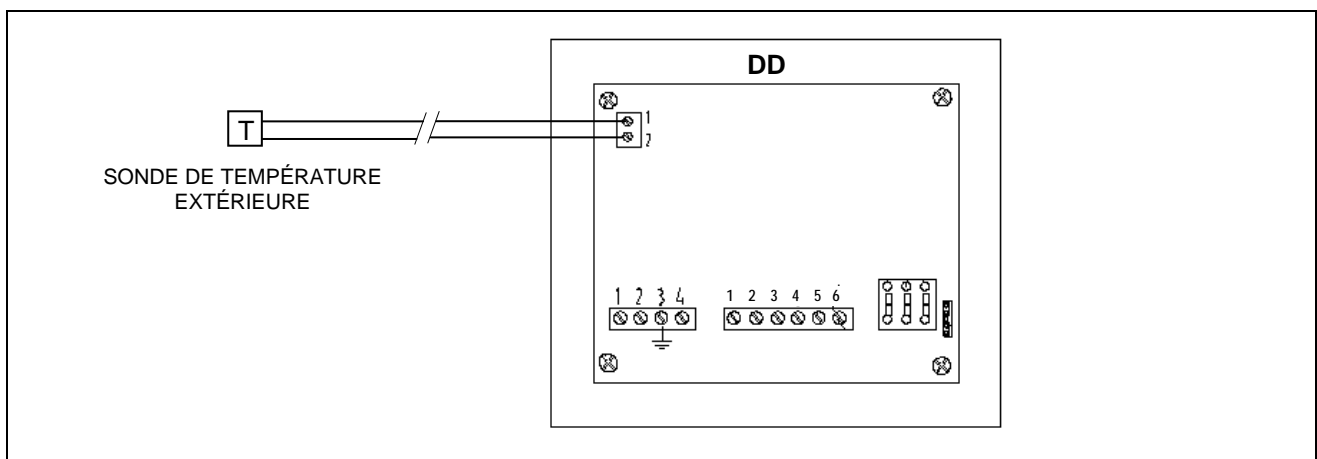 DD
1
T
2
SONDE DE TEMPÉRATURE
EXTÉRIEURE
1 2 3 4 1 2 3 4 5 6